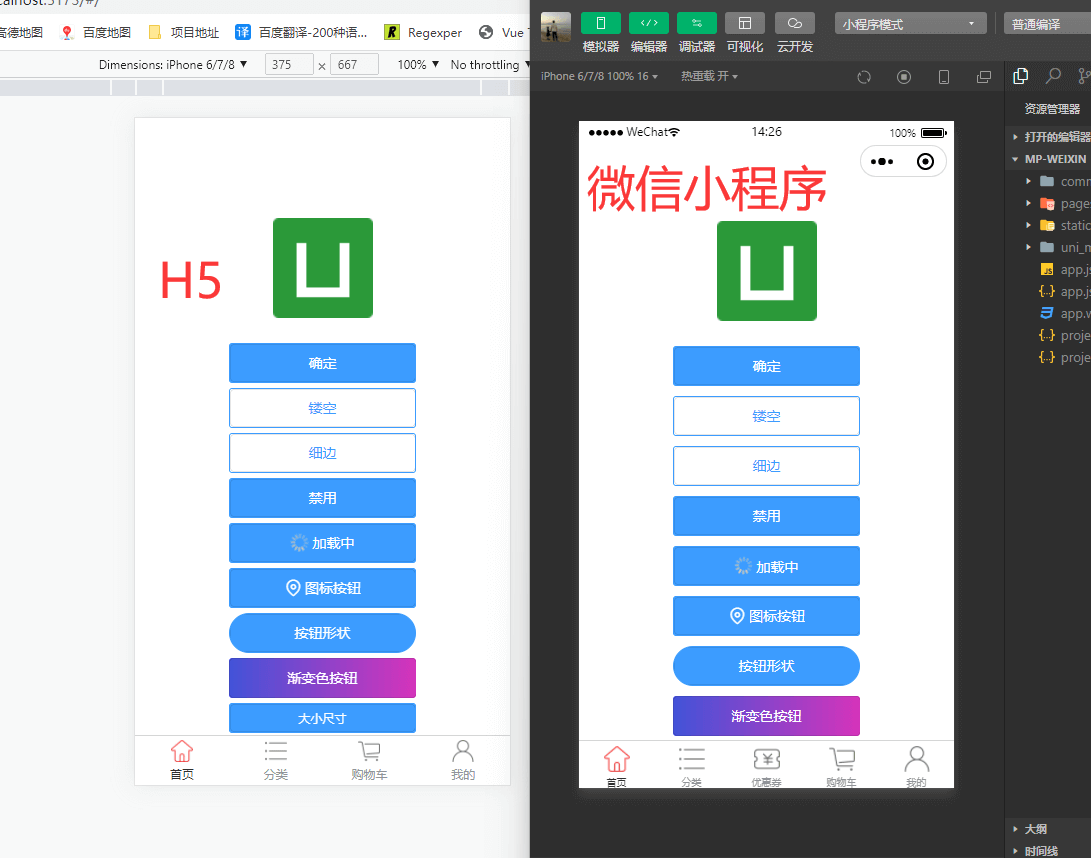 calhost:5173/#/
高德地图
百度地图
项目地址
百度翻译-200种语...
Regexper
Vue
Dimensions: iPhone 6/7/8 ▼
375 × 667
100% ▼
No throttling ▼
H5
确定
镂空
细边
禁用
加载中
图标按钮
按钮形状
渐变色按钮
大小尺寸
首页
分类
购物车
我的
模拟器
编辑器
调试器
可视化
云开发
小程序模式
普通编译
iPhone 6/7/8 100% 16
热重载 开
WeChat
14:26
100%
微信小程序
确定
镂空
细边
禁用
加载中
图标按钮
按钮形状
渐变色按钮
首页
分类
优惠券
购物车
我的
资源管理器
打开的编辑器
MP-WEIXIN
comm
pages
static
uni_m
app.js
app.js
app.w
proje
proje
大纲
时间线